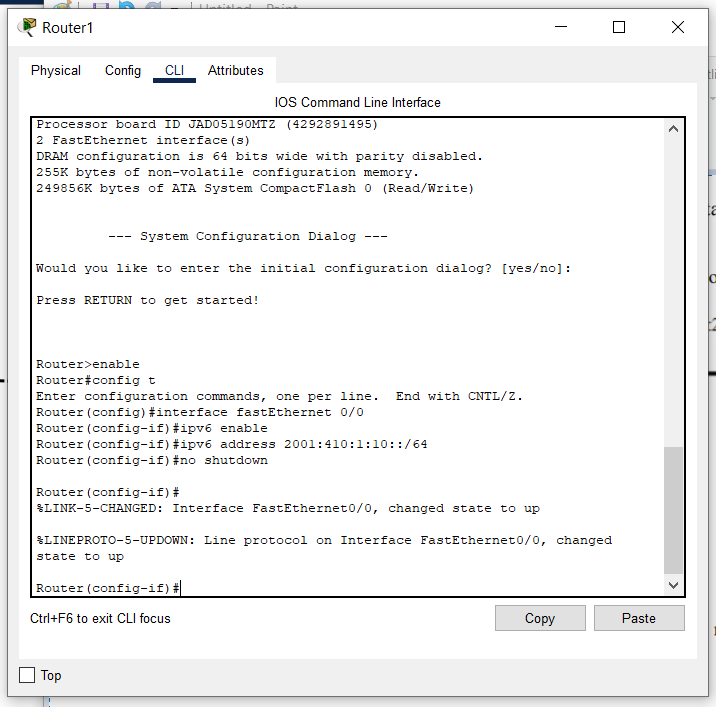 Untitled - Paint
Router1
Physical Config CLI Attributes
IOS Command Line Interface
Processor board ID JAD05190MTZ (4292891495)
2 FastEthernet interface(s)
DRAM configuration is 64 bits wide with parity disabled.
255K bytes of non-volatile configuration memory.
249856K bytes of ATA System CompactFlash 0 (Read/Write)
--- System Configuration Dialog ---
Would you like to enter the initial configuration dialog? [yes/no]:
Press RETURN to get started!
Router>enable
Router#config t
Enter configuration commands, one per line. End with CNTL/Z.
Router(config)#interface fastEthernet 0/0
Router(config-if)#ipv6 enable
Router(config-if)#ipv6 address 2001:410:1:10::/64
Router(config-if)#no shutdown
Router(config-if)#
%LINK-5-CHANGED: Interface FastEthernet0/0, changed state to up
%LINEPROTO-5-UPDOWN: Line protocol on Interface FastEthernet0/0, changed
state to up
Router(config-if)#
Ctrl+F6 to exit CLI focus
Copy
Paste
Top